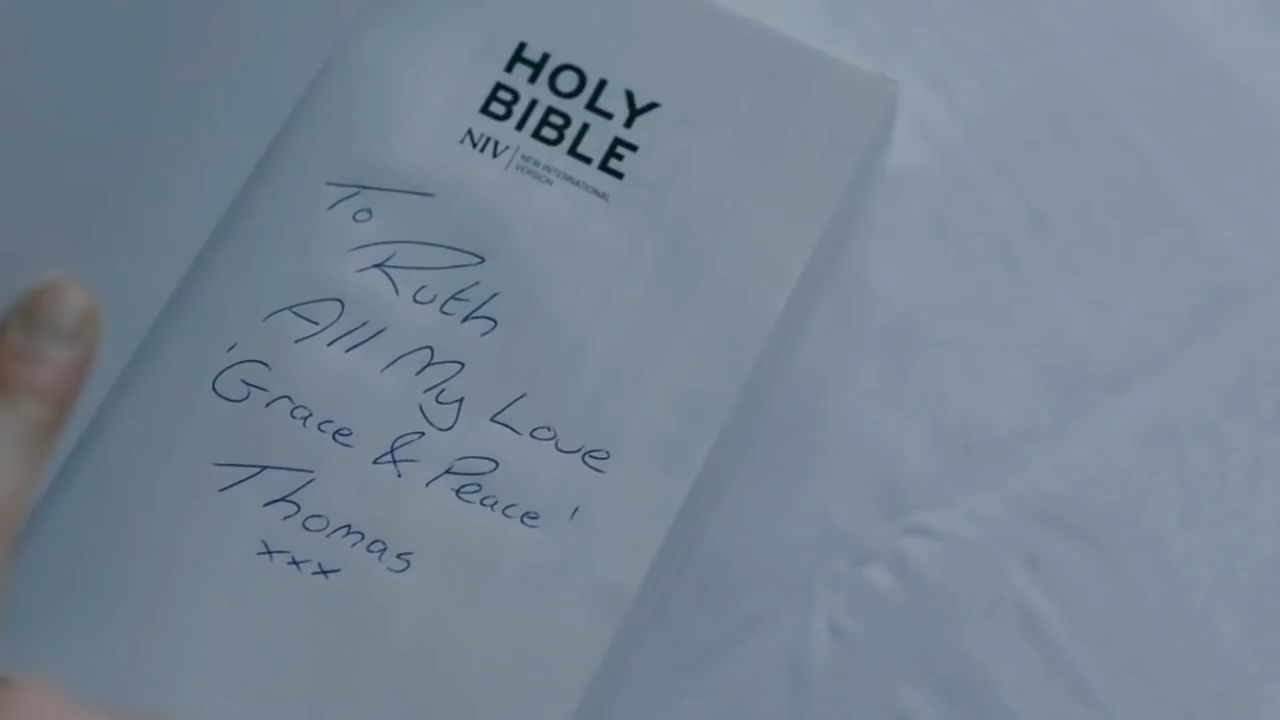 HOLY
BIBLE
NIV NEW INTERNATIONAL
VERSION
To
Ruth
All My Love
'Grace & Peace'
Thomas
xxx